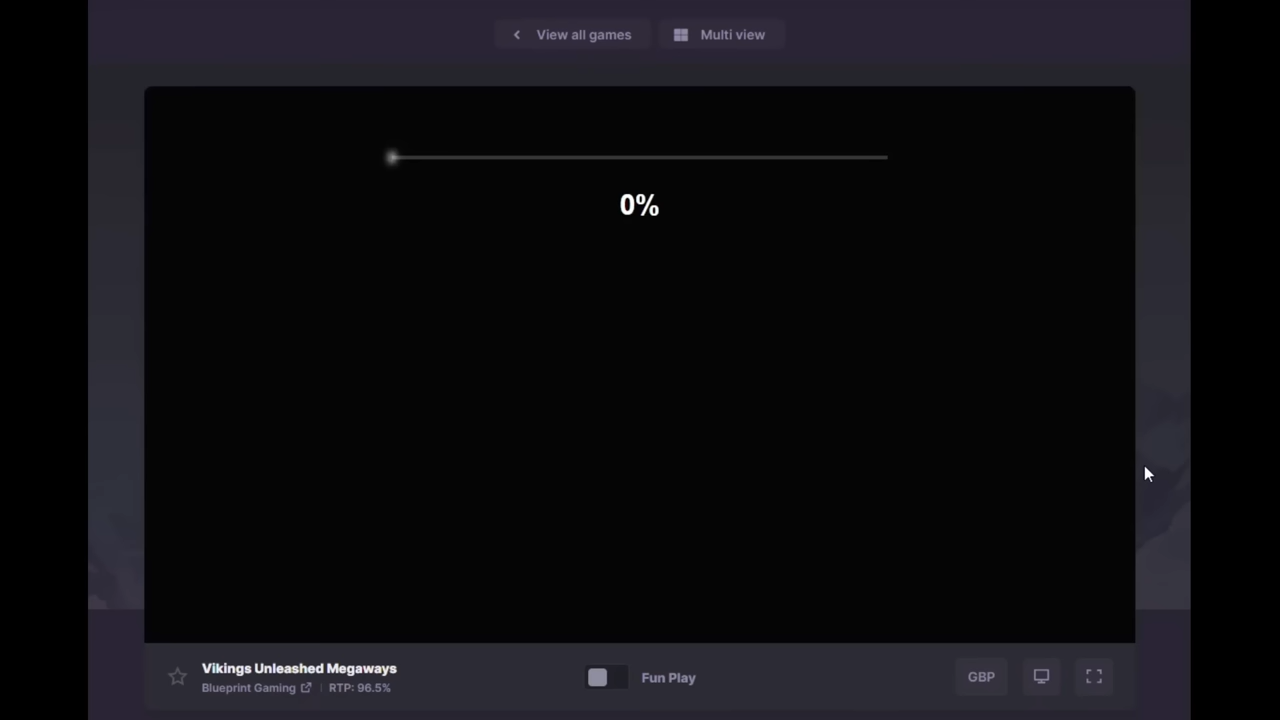 View all games
Multi view
0%
Vikings Unleashed Megaways
Blueprint Gaming | RTP: 96.5%
Fun Play
GBP